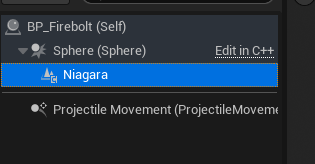 BP_Firebolt (Self)
Sphere (Sphere) Edit in C++
Niagara
Projectile Movement (ProjectileMoveme